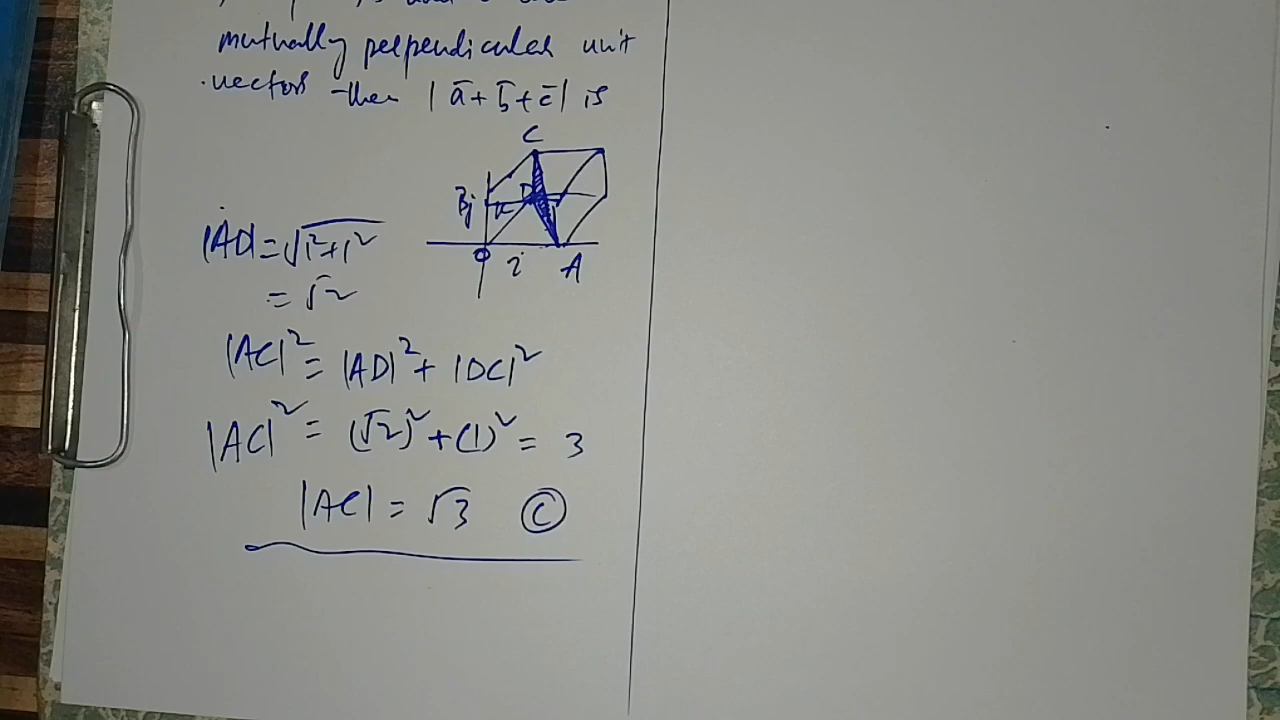 mutually perpendicular unit
vectors then | a̅ + b̅ + c̅ | is
C
B j k D
O i A
|AD| = √1²+1²
= √2
|AC|² = |AD|² + |DC|²
|AC|² = (√2)² + (1)² = 3
|AC| = √3 Ⓒ